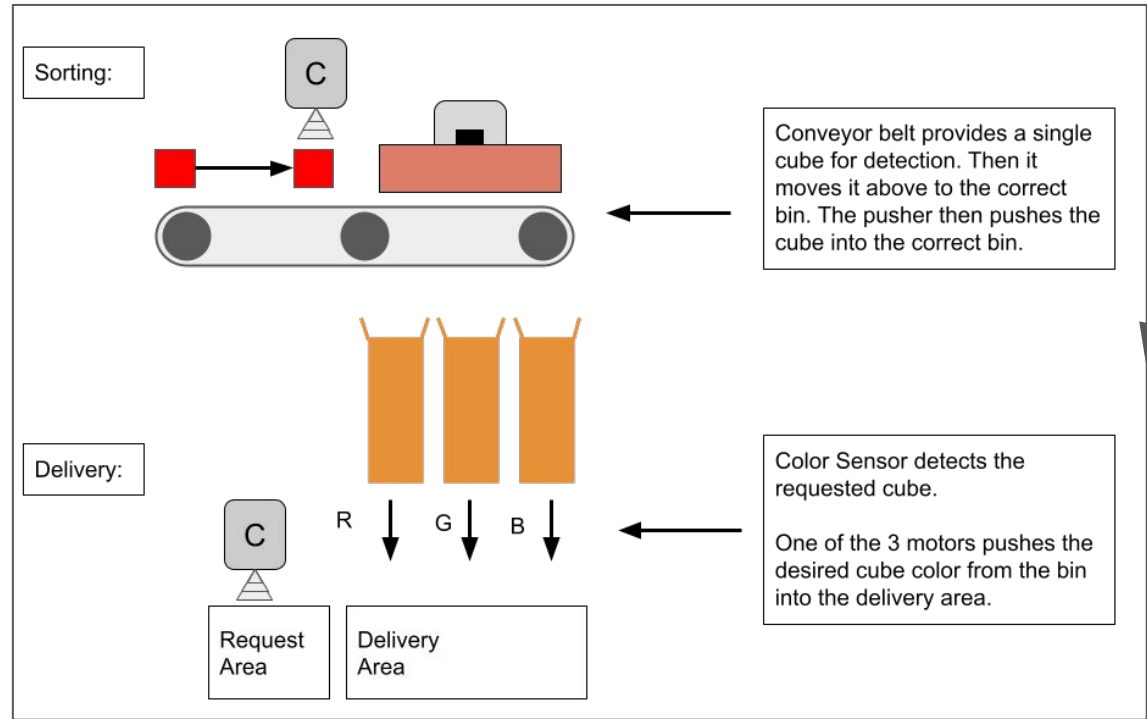 Sorting:
C
Conveyor belt provides a single
cube for detection. Then it
moves it above to the correct
bin. The pusher then pushes the
cube into the correct bin.
Delivery:
C
R
G
B
Color Sensor detects the
requested cube.
One of the 3 motors pushes the
desired cube color from the bin
into the delivery area.
Request
Area
Delivery
Area